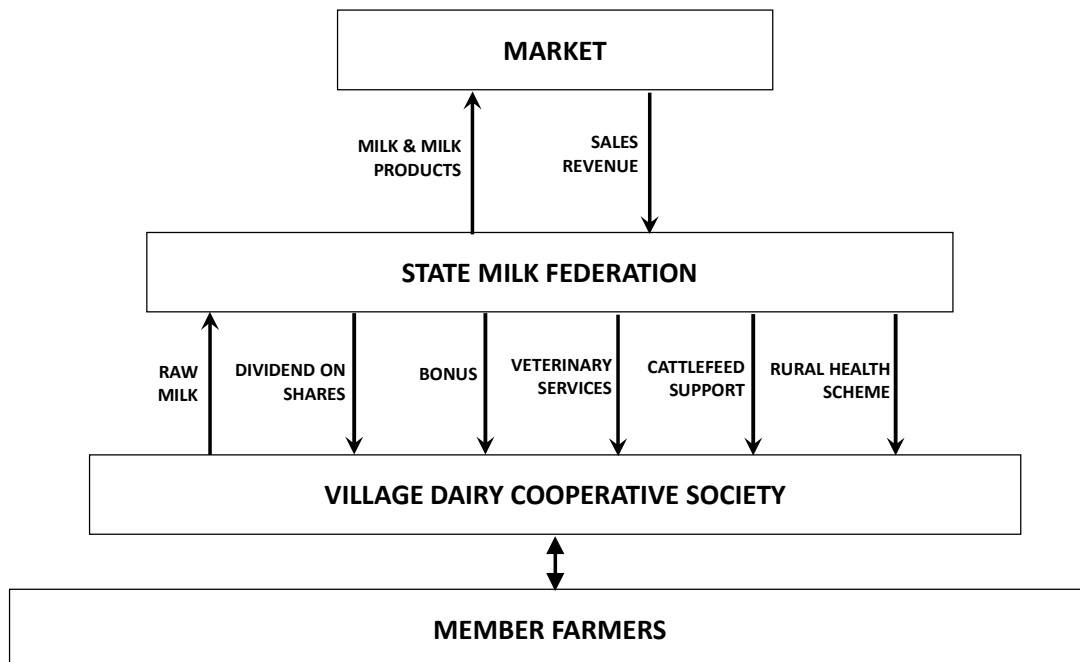 MARKET
MILK & MILK
PRODUCTS
SALES
REVENUE
STATE MILK FEDERATION
RAW
MILK
DIVIDEND ON
SHARES
BONUS
VETERINARY
SERVICES
CATTLEFEED
SUPPORT
RURAL HEALTH
SCHEME
VILLAGE DAIRY COOPERATIVE SOCIETY
MEMBER FARMERS